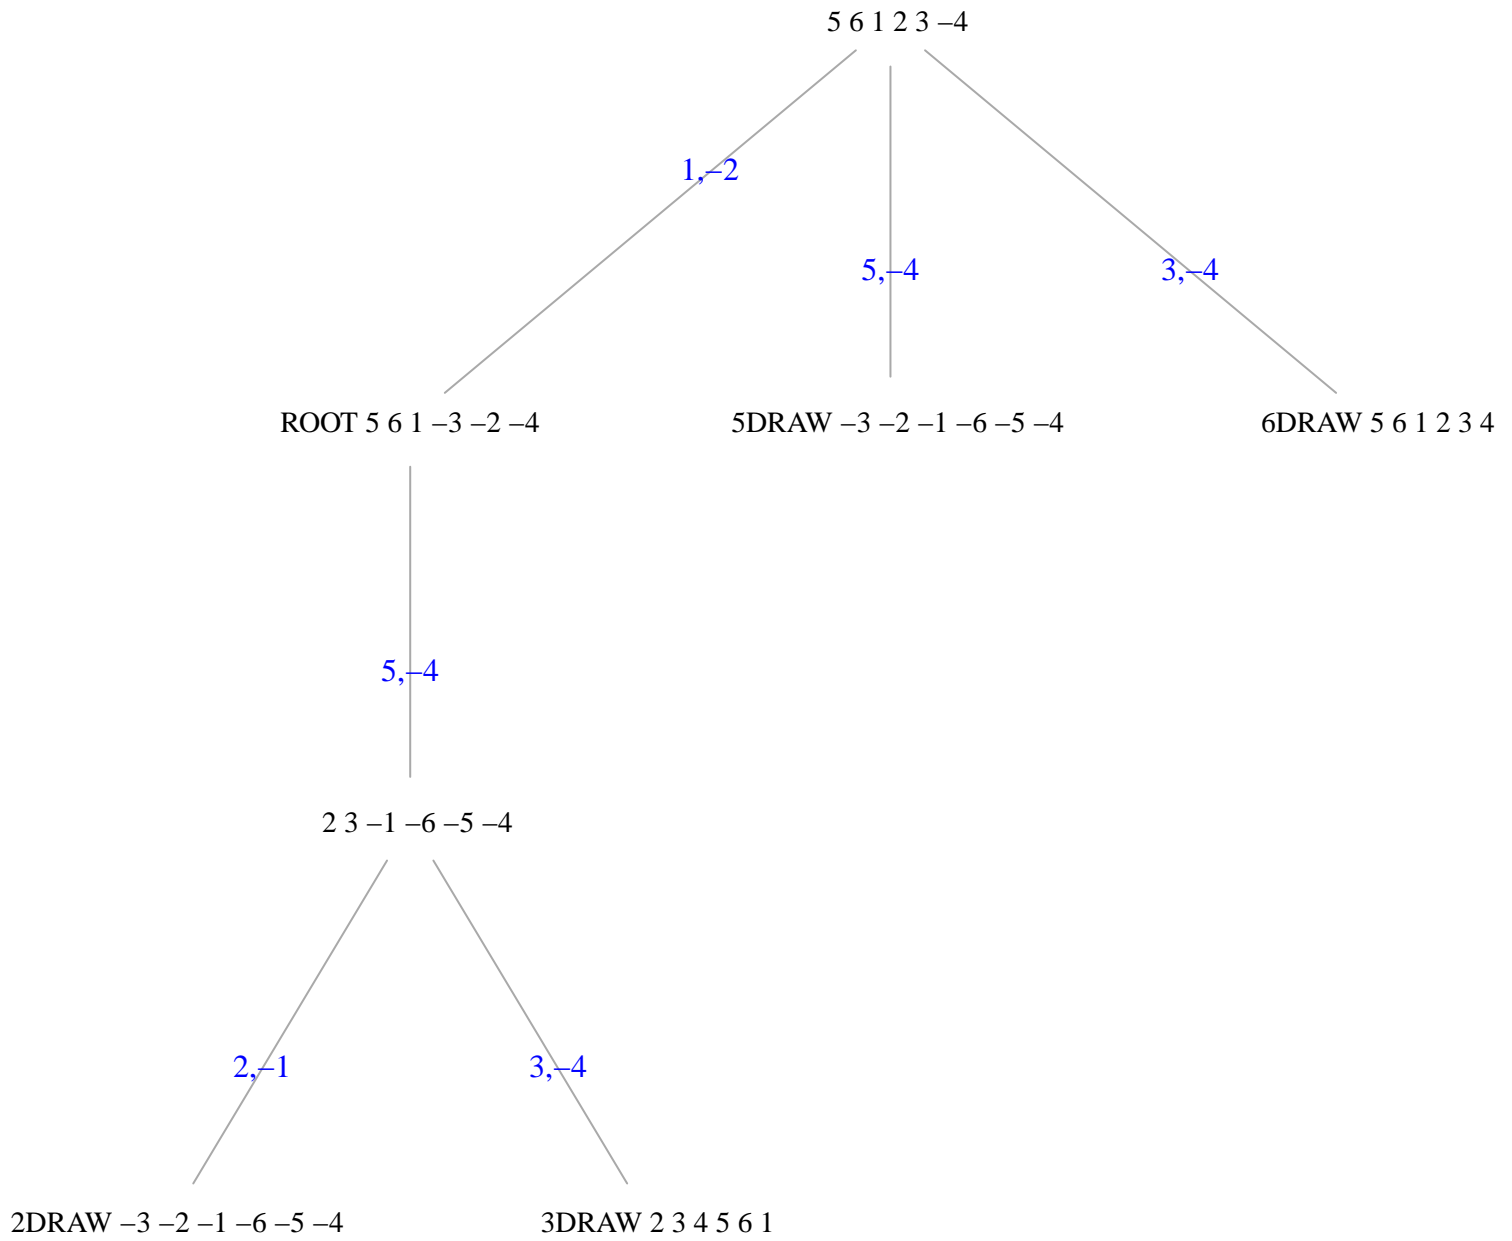 5 6 1 2 3 –4
1,–2
5,–4
3,–4
ROOT 5 6 1 –3 –2 –4
5DRAW –3 –2 –1 –6 –5 –4
6DRAW 5 6 1 2 3 4
5,–4
2 3 –1 –6 –5 –4
2,–1
3,–4
2DRAW –3 –2 –1 –6 –5 –4
3DRAW 2 3 4 5 6 1